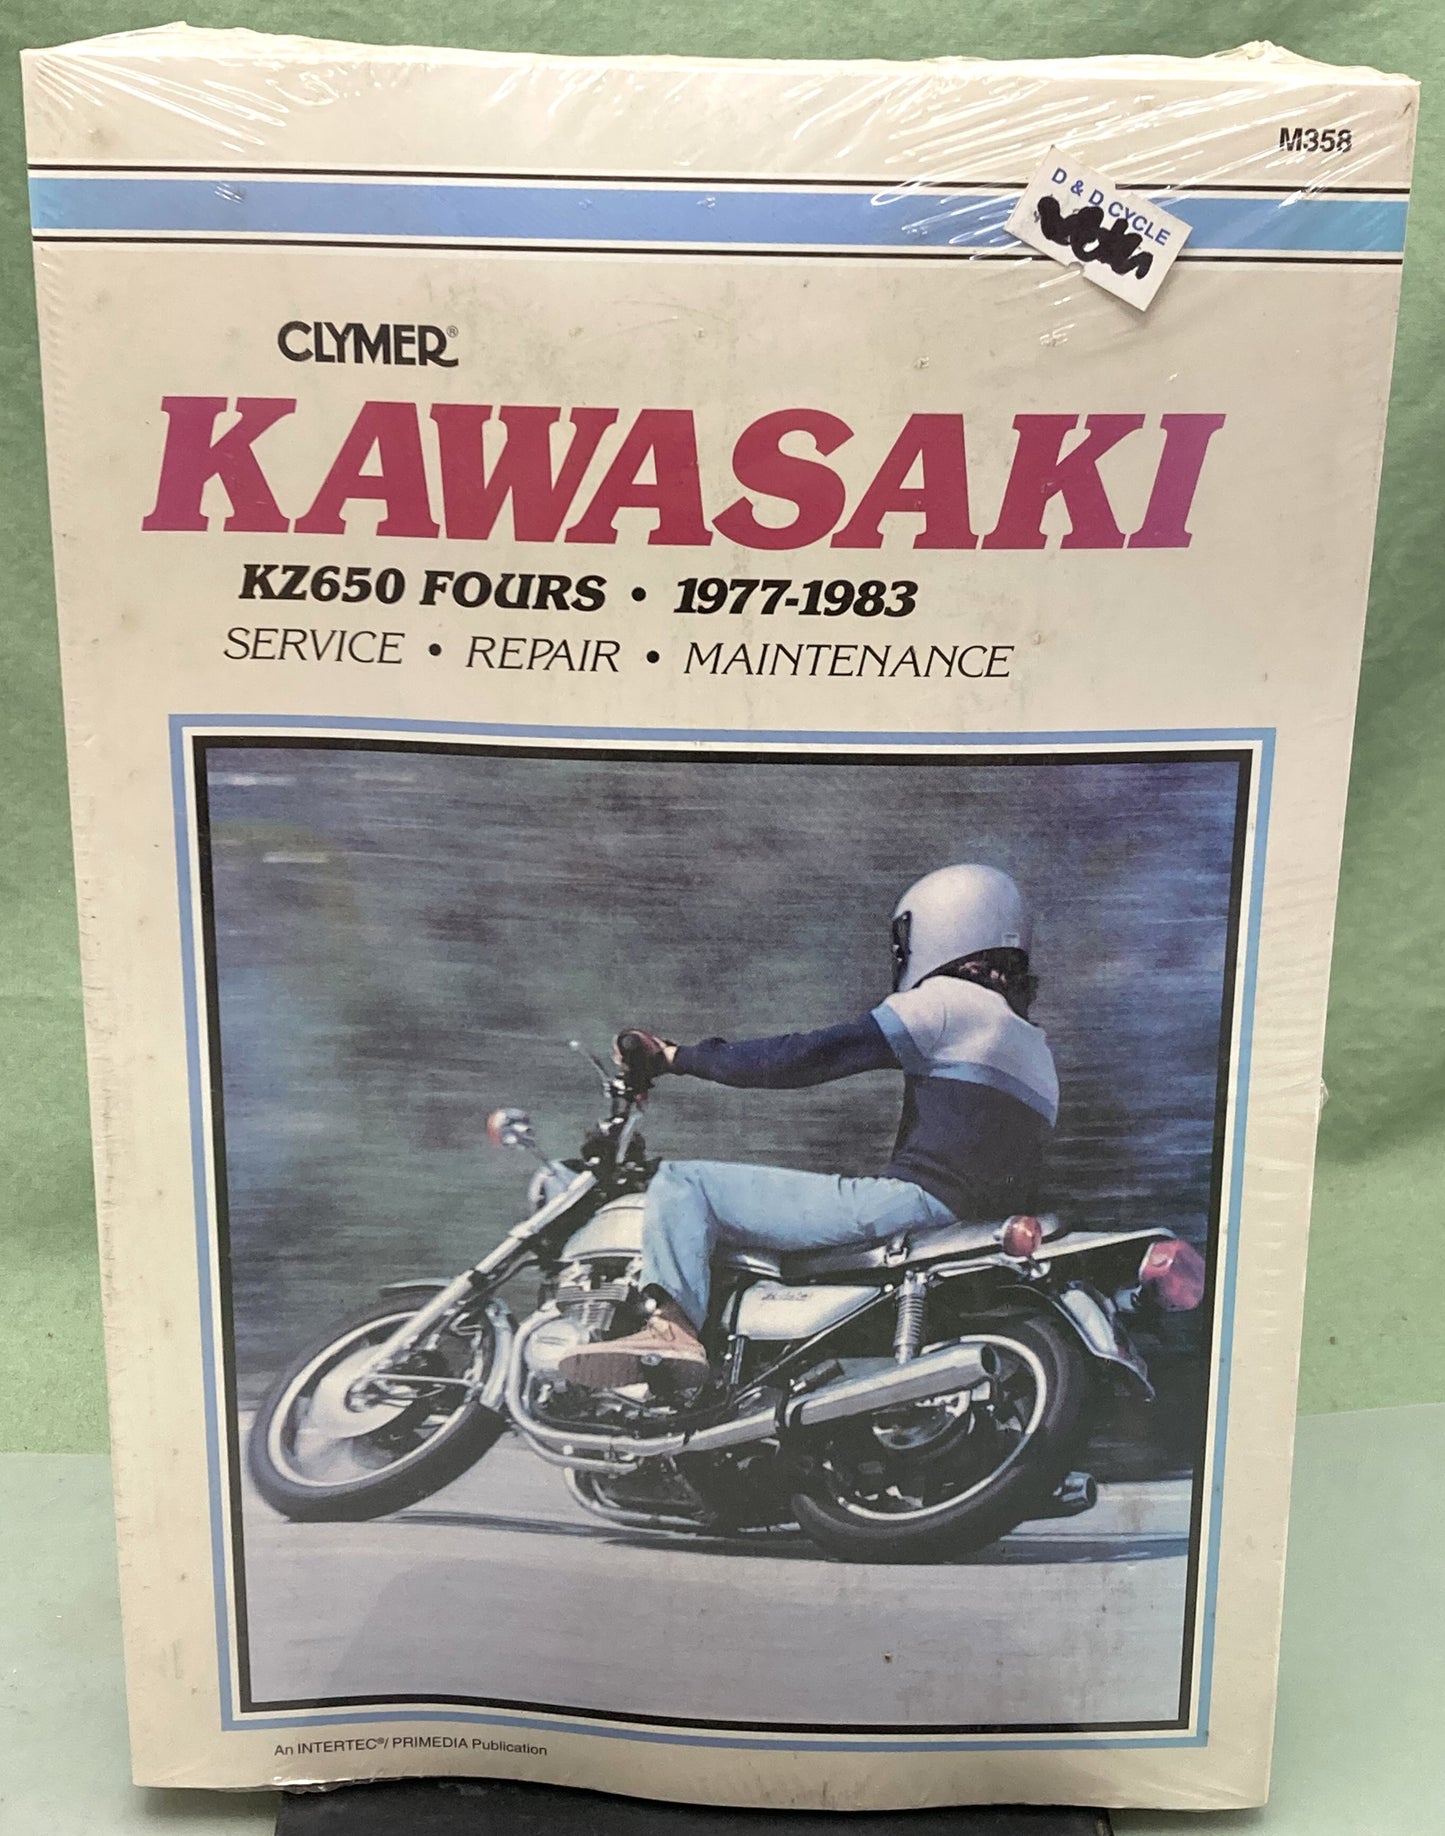 M358
D & D CYCLE
CLYMER®
KAWASAKI
KZ650 FOURS • 1977-1983
SERVICE • REPAIR • MAINTENANCE
An INTERTEC®/ PRIMEDIA Publication